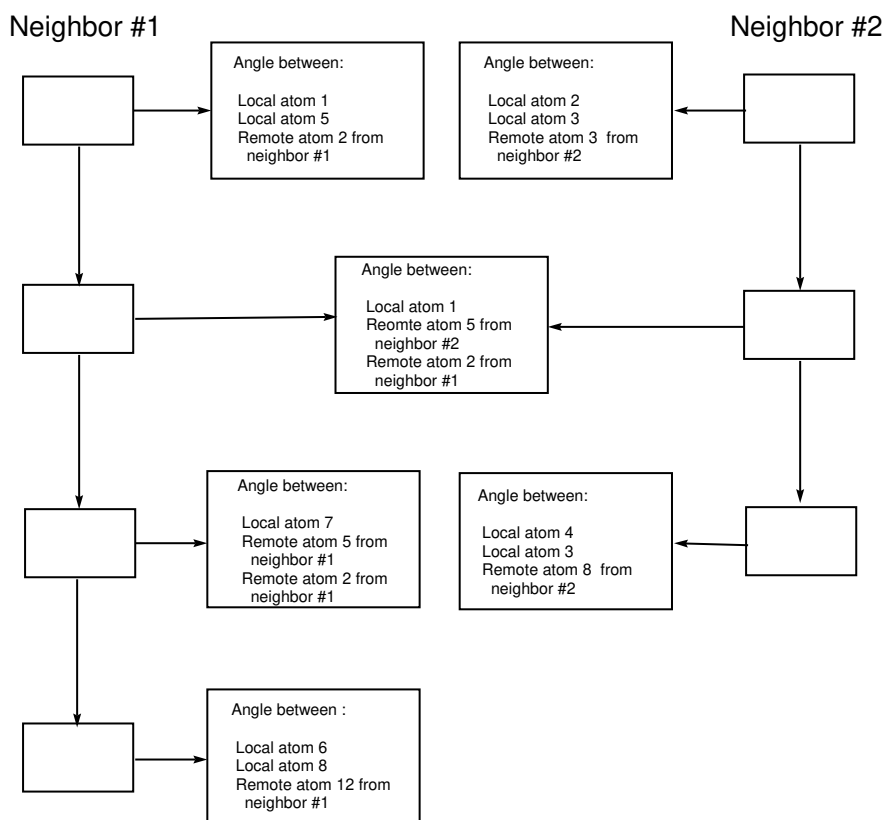 Neighbor #1
Neighbor #2
Angle between:
Local atom 1
Local atom 5
Remote atom 2 from
neighbor #1
Angle between:
Local atom 2
Local atom 3
Remote atom 3  from
neighbor #2
Angle between:
Local atom 1
Reomte atom 5 from
neighbor #2
Remote atom 2 from
neighbor #1
Angle between:
Local atom 7
Remote atom 5 from
neighbor #1
Remote atom 2 from
neighbor #1
Angle between:
Local atom 4
Local atom 3
Remote atom 8  from
neighbor #2
Angle between :
Local atom 6
Local atom 8
Remote atom 12 from
neighbor #1